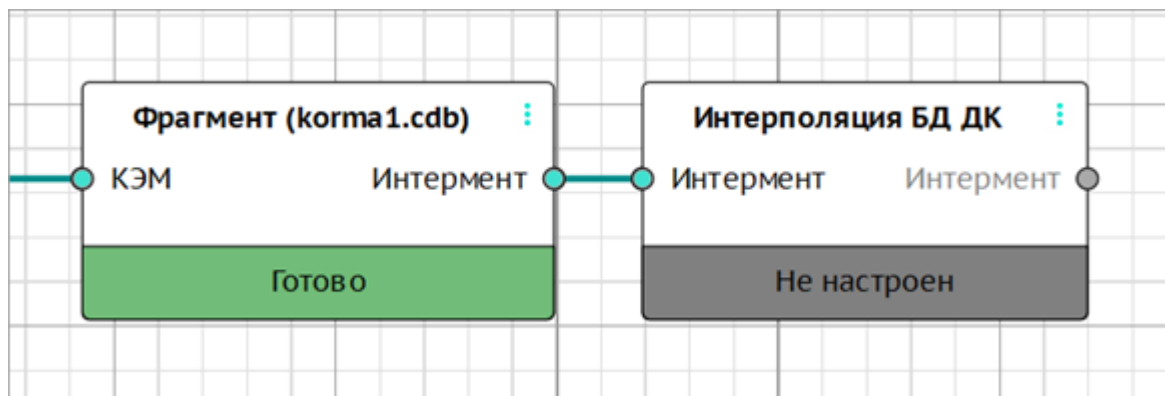 Фрагмент (korma1.cdb)
КЭМ
Интермент
Готово
Интерполяция БД ДК
Интермент
Интермент
Не настроен